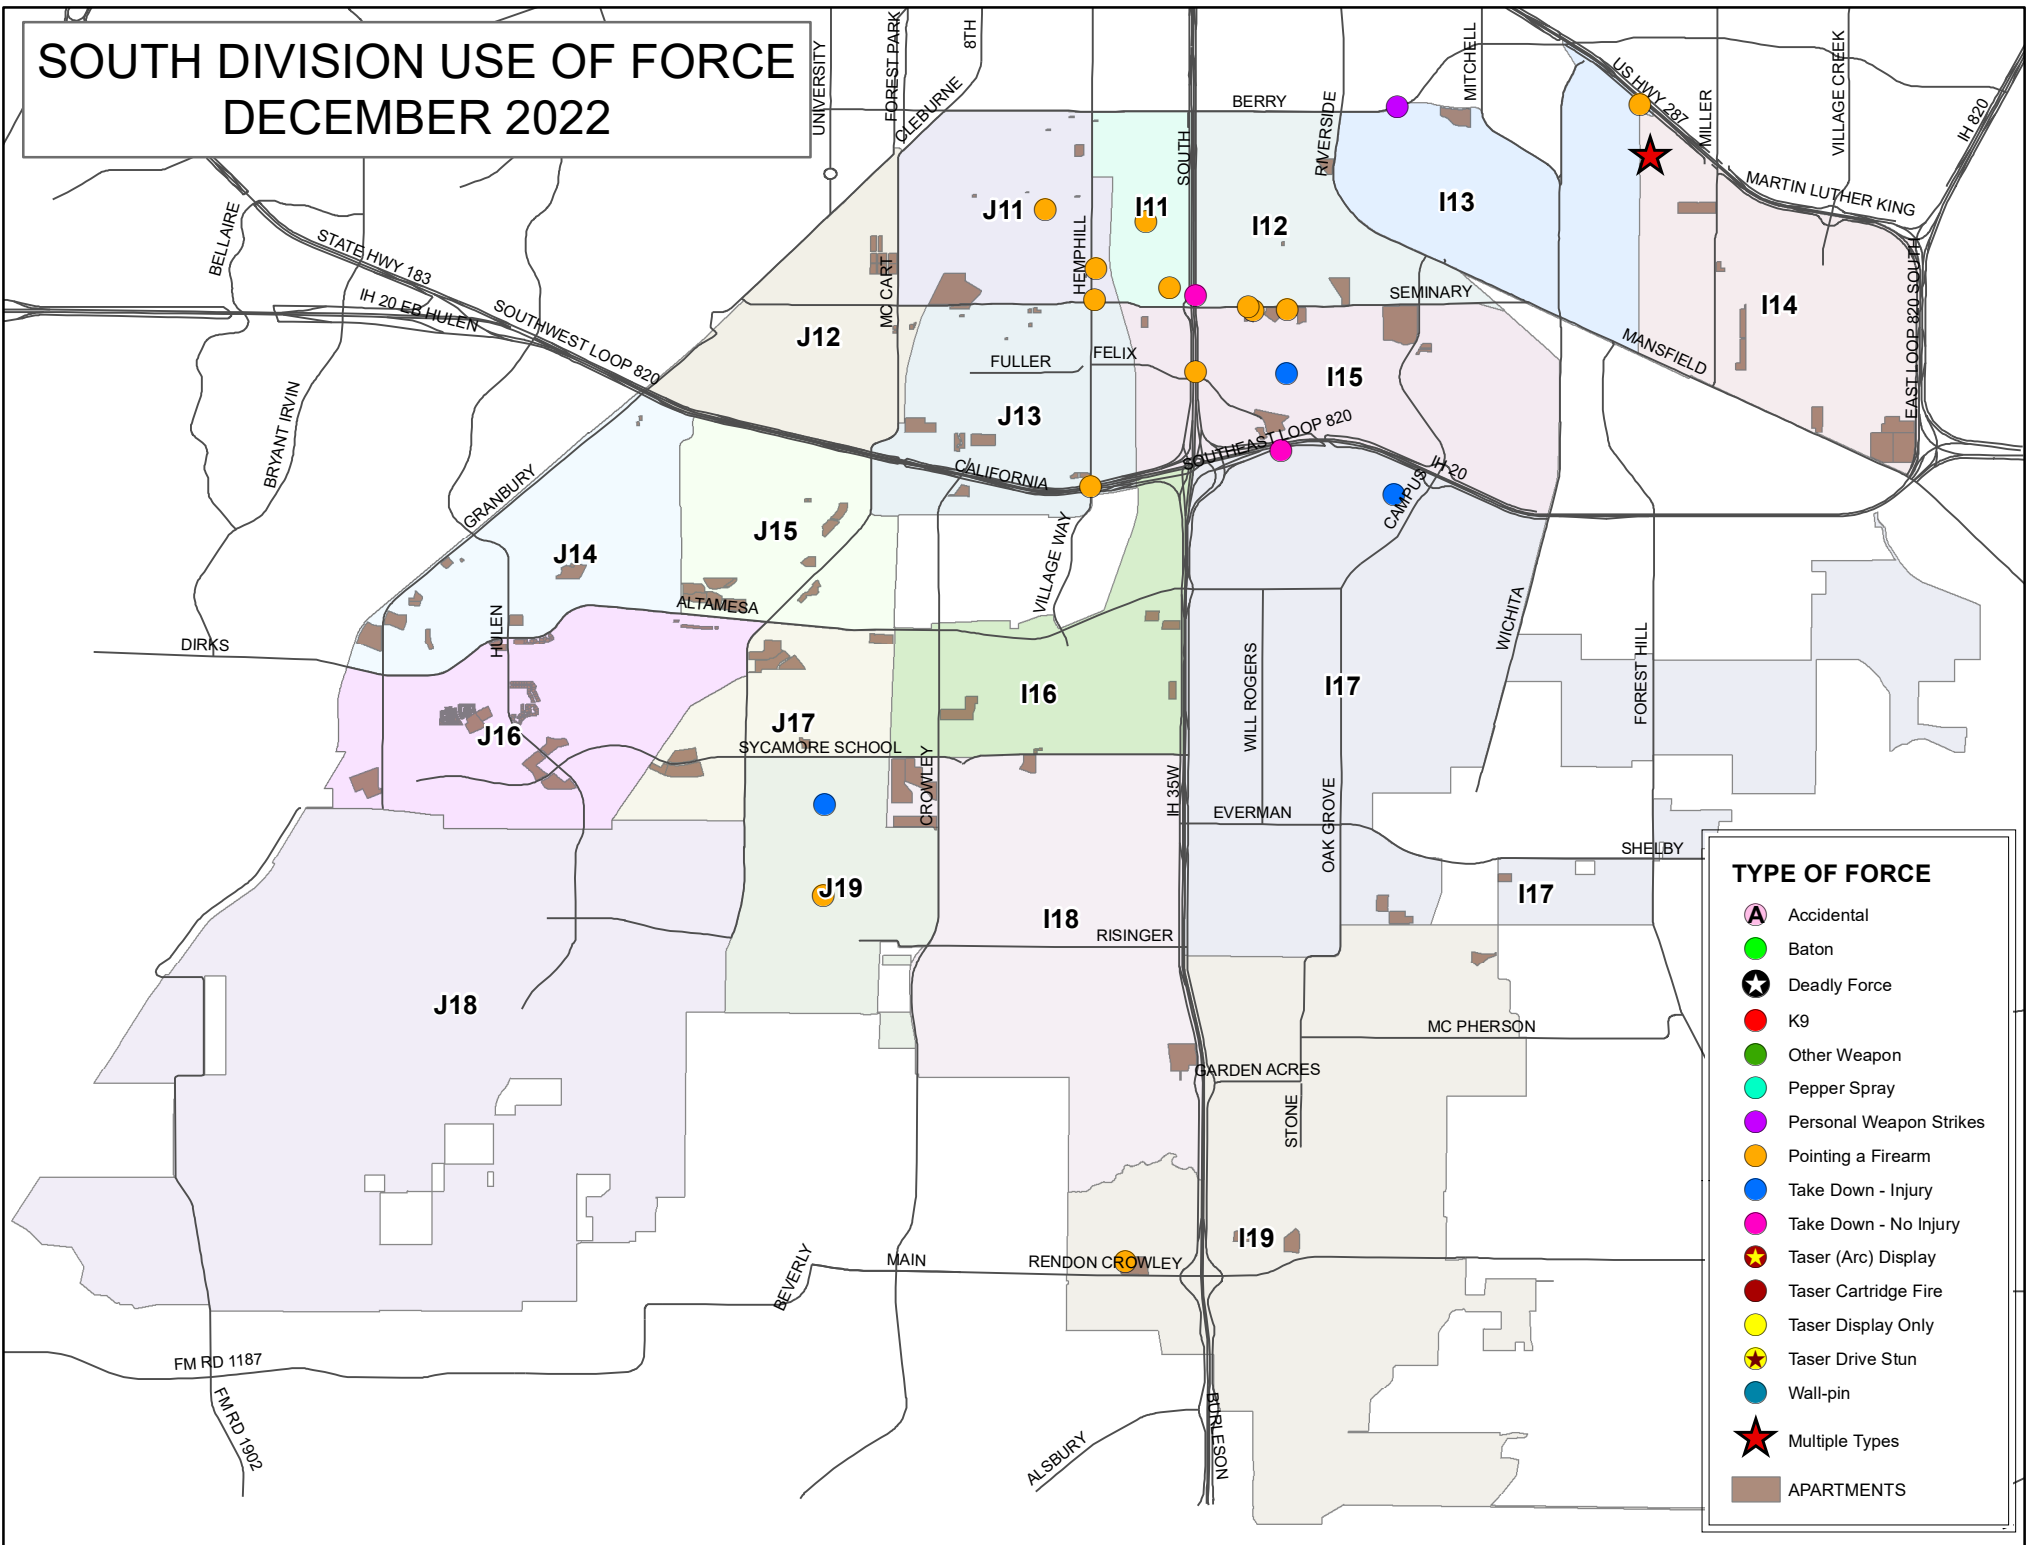 SOUTH DIVISION USE OF FORCE
DECEMBER 2022
UNIVERSITY
FOREST PARK
8TH
CLEBURNE
BERRY
SOUTH
RIVERSIDE
MITCHELL
US HWY 287
MILLER
VILLAGE CREEK
IH 820
MARTIN LUTHER KING
BELLAIRE
STATE HWY 183
IH 20 EB HULEN
SOUTHWEST LOOP 820
J11
I11
I12
I13
I14
HEMPHILL
MC CART
SEMINARY
J12
FULLER
FELIX
I15
MANSFIELD
EAST LOOP 820 SOUTH
BRYANT IRVIN
J13
SOUTHEAST LOOP 820
CALIFORNIA
IH 20
CAMPUS
GRANBURY
J14
J15
VILLAGE WAY
ALTAMESA
HULEN
DIRKS
WICHITA
FOREST HILL
WILL ROGERS
I16
I17
J16
J17
SYCAMORE SCHOOL
CROWLEY
IH 35W
EVERMAN
OAK GROVE
SHELBY
J19
I17
I18
RISINGER
J18
MC PHERSON
GARDEN ACRES
STONE
I19
MAIN
RENDON CROWLEY
BEVERLY
FM RD 1187
FM RD 1902
ALSBURY
BURLESON
TYPE OF FORCE
A Accidental
Baton
Deadly Force
K9
Other Weapon
Pepper Spray
Personal Weapon Strikes
Pointing a Firearm
Take Down - Injury
Take Down - No Injury
Taser (Arc) Display
Taser Cartridge Fire
Taser Display Only
Taser Drive Stun
Wall-pin
Multiple Types
APARTMENTS